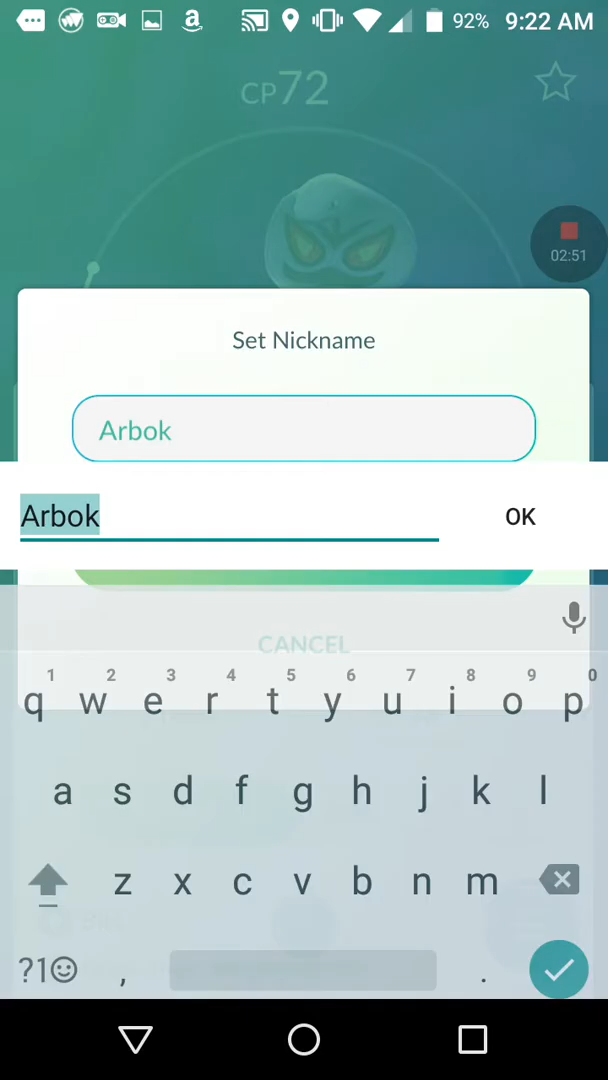 92% 9:22 AM
CP72
02:51
Set Nickname
Arbok
Arbok OK
CANCEL
1 2 3 4 5 6 7 8 9 0
q w e r t y u i o p
a s d f g h j k l
z x c v b n m
?1 , .